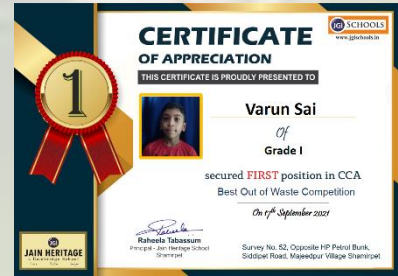 CERTIFICATE
OF APPRECIATION
JGI SCHOOLS
www.jgischools.in
THIS CERTIFICATE IS PROUDLY PRESENTED TO
1
Varun Sai
Of
Grade I
secured FIRST position in CCA
Best Out of Waste Competition
On 17th September 2021
Raheela Tabassum
Principal - Jain Heritage School
Shamirpet
Survey No. 52, Opposite HP Petrol Bunk,
Siddipet Road, Majeedpur Village Shamirpet
JGI
JAIN HERITAGE